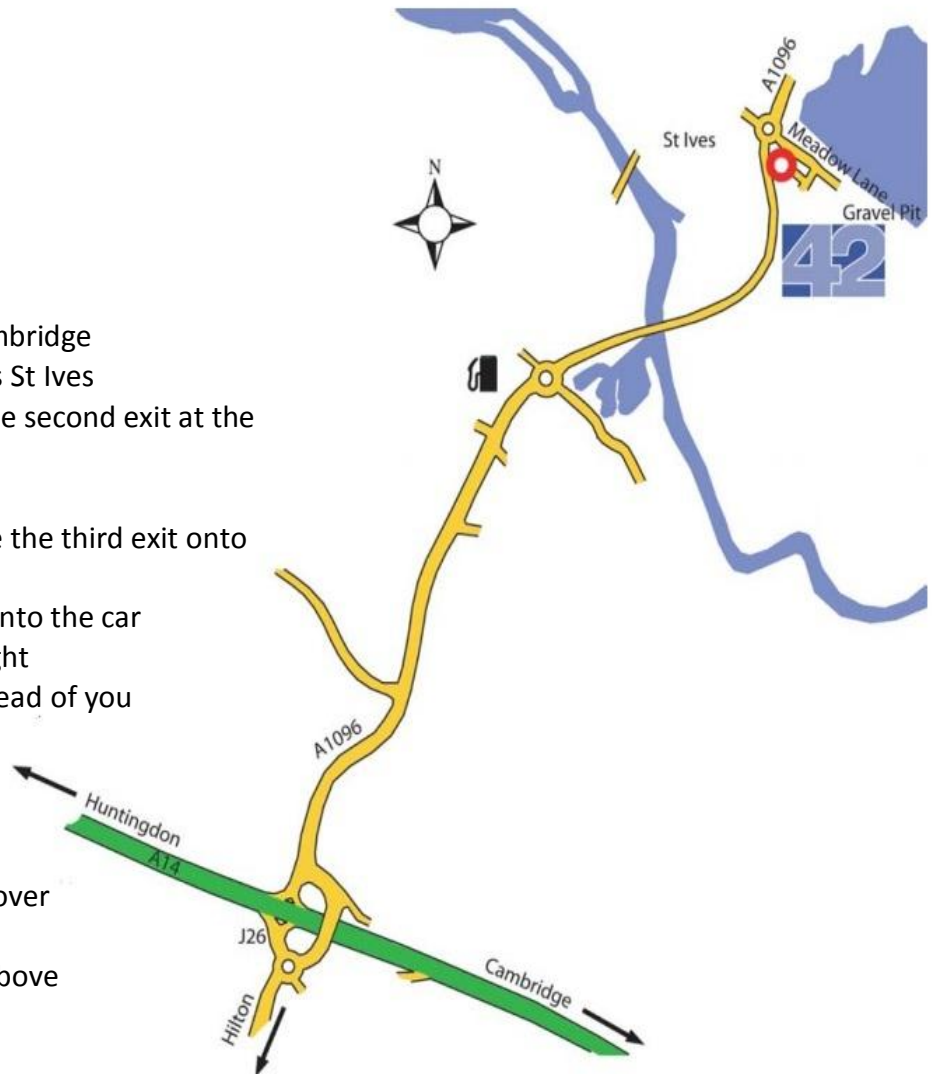 A1096
St Ives
Meadow Lane
N
Gravel Pit
42
mbridge
s St Ives
e second exit at the
e the third exit onto
nto the car
ght
ead of you
A1096
Huntingdon
A14
over
J26
Cambridge
bove
Hilton